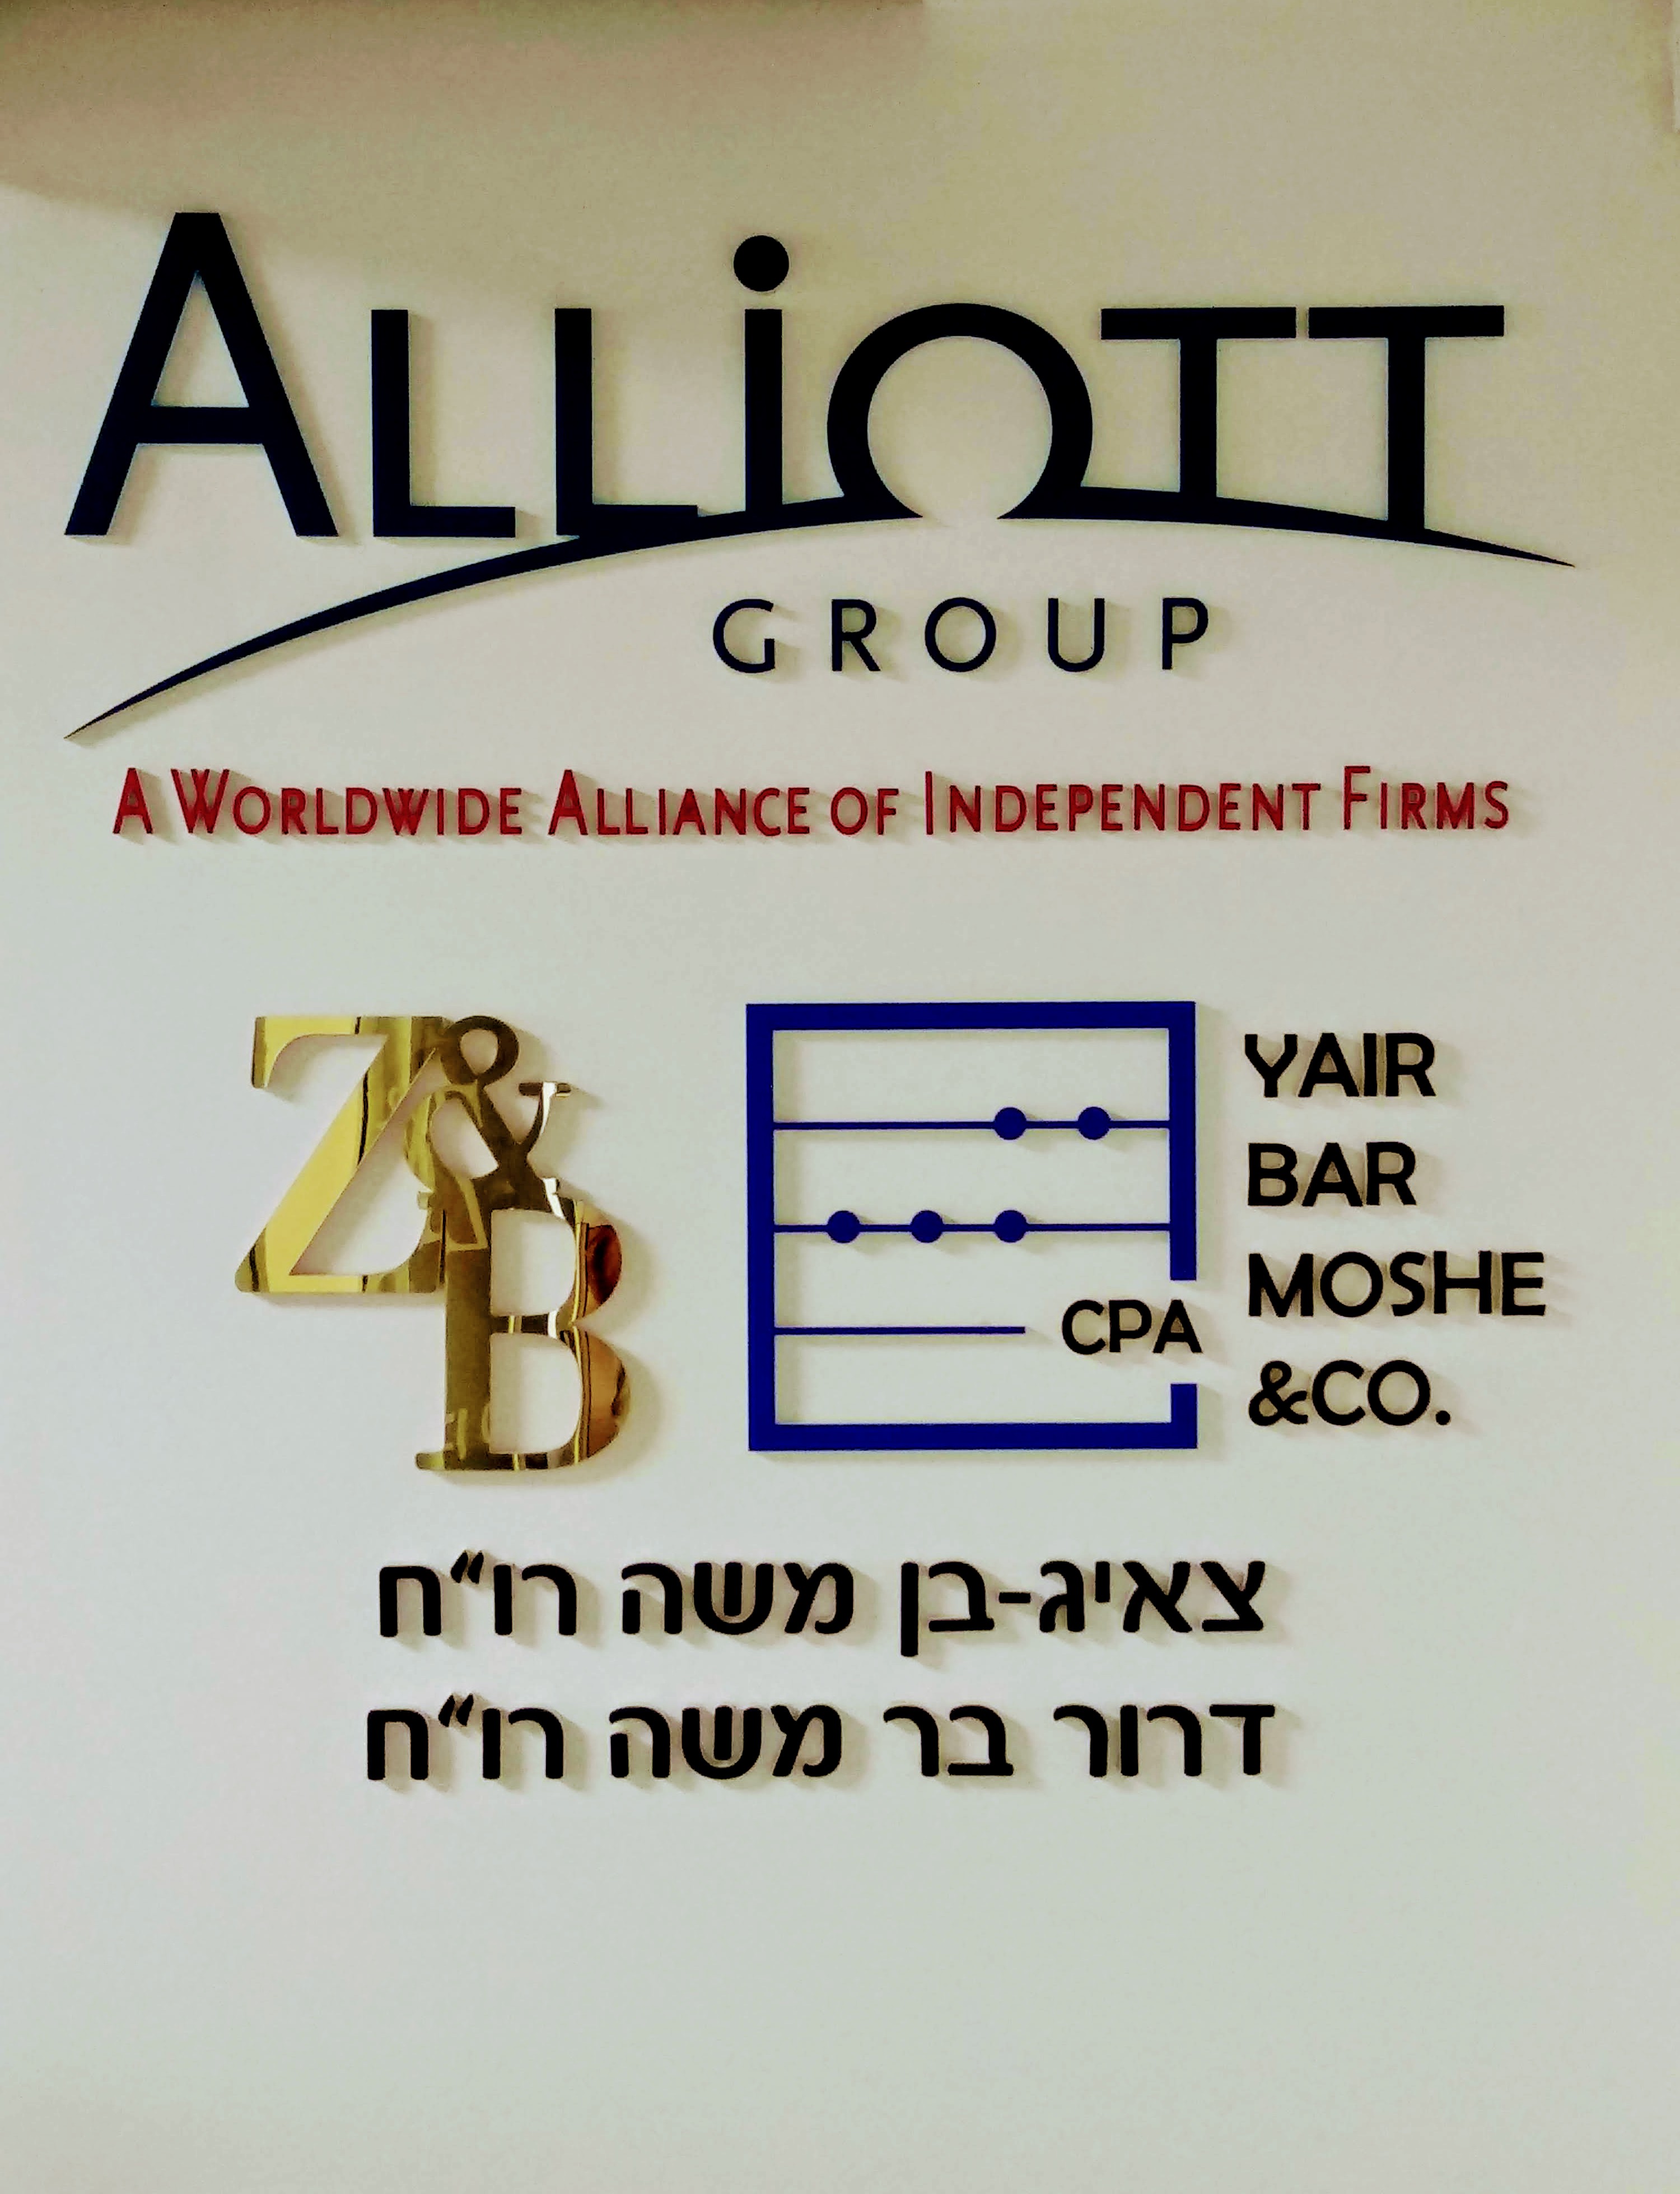 ALLiOTT
GROUP
A WORLDWIDE ALLIANCE OF INDEPENDENT FIRMS
Z&B
CPA
YAIR
BAR
MOSHE
&CO.
צאיג-בן משה רו״ח
דרור בר משה רו״ח